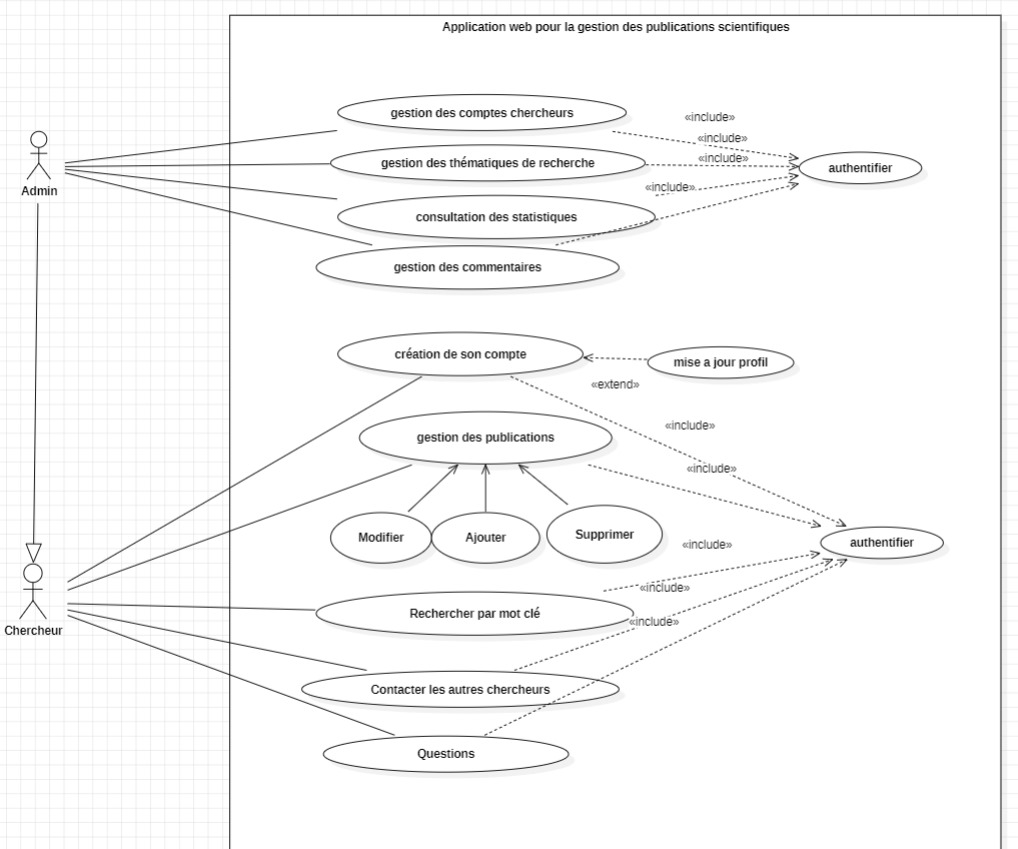 Application web pour la gestion des publications scientifiques
gestion des comptes chercheurs
«include»
«include»
gestion des thématiques de recherche
«include»
authentifier
Admin
«include»
consultation des statistiques
gestion des commentaires
création de son compte
mise a jour profil
«extend»
«include»
gestion des publications
«include»
Modifier
Ajouter
Supprimer
authentifier
«include»
«include»
Rechercher par mot clé
«include»
Chercheur
Contacter les autres chercheurs
Questions